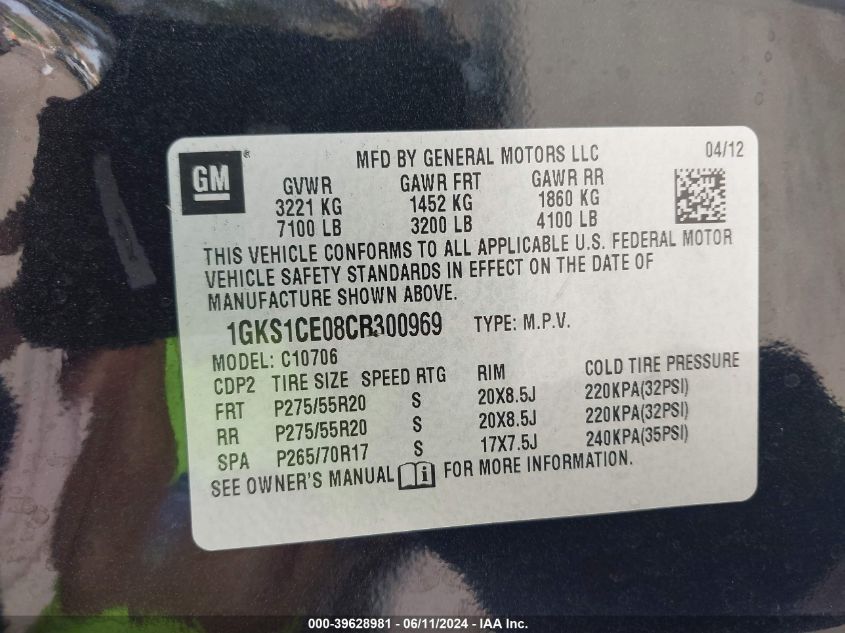 GM ® MFD BY GENERAL MOTORS LLC 04/12
GVWR GAWR FRT GAWR RR
3221 KG 1452 KG 1860 KG
7100 LB 3200 LB 4100 LB
THIS VEHICLE CONFORMS TO ALL APPLICABLE U.S. FEDERAL MOTOR
VEHICLE SAFETY STANDARDS IN EFFECT ON THE DATE OF
MANUFACTURE SHOWN ABOVE.
1GKS1CE08CR300969 TYPE: M.P.V.
MODEL: C10706
CDP2 TIRE SIZE SPEED RTG RIM COLD TIRE PRESSURE
FRT P275/55R20 S 20X8.5J 220KPA(32PSI)
RR P275/55R20 S 20X8.5J 220KPA(32PSI)
SPA P265/70R17 S 17X7.5J 240KPA(35PSI)
SEE OWNER'S MANUAL i FOR MORE INFORMATION.
000-39628981 - 06/11/2024 - IAA Inc.